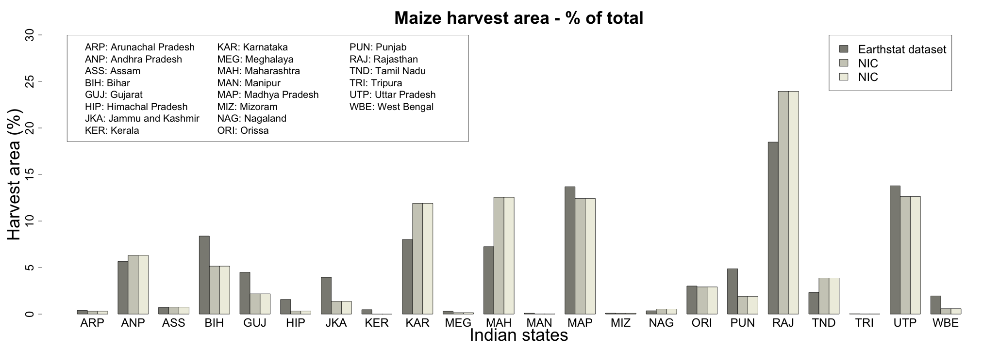 Maize harvest area - % of total
ARP: Arunachal Pradesh
ANP: Andhra Pradesh
ASS: Assam
BIH: Bihar
GUJ: Gujarat
HIP: Himachal Pradesh
JKA: Jammu and Kashmir
KER: Kerala
KAR: Karnataka
MEG: Meghalaya
MAH: Maharashtra
MAN: Manipur
MAP: Madhya Pradesh
MIZ: Mizoram
NAG: Nagaland
ORI: Orissa
PUN: Punjab
RAJ: Rajasthan
TND: Tamil Nadu
TRI: Tripura
UTP: Uttar Pradesh
WBE: West Bengal
Earthstat dataset
NIC
NIC
Harvest area (%)
30
25
20
15
10
5
0
ARP ANP ASS BIH GUJ HIP JKA KER KAR MEG MAH MAN MAP MIZ NAG ORI PUN RAJ TND TRI UTP WBE
Indian states